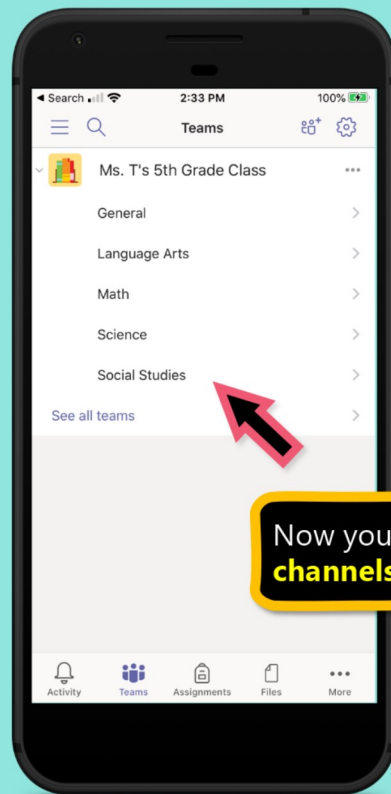 Search 2:33 PM 100%
Teams
Ms. T's 5th Grade Class
General
Language Arts
Math
Science
Social Studies
See all teams
Now you
channels
Activity Teams Assignments Files More